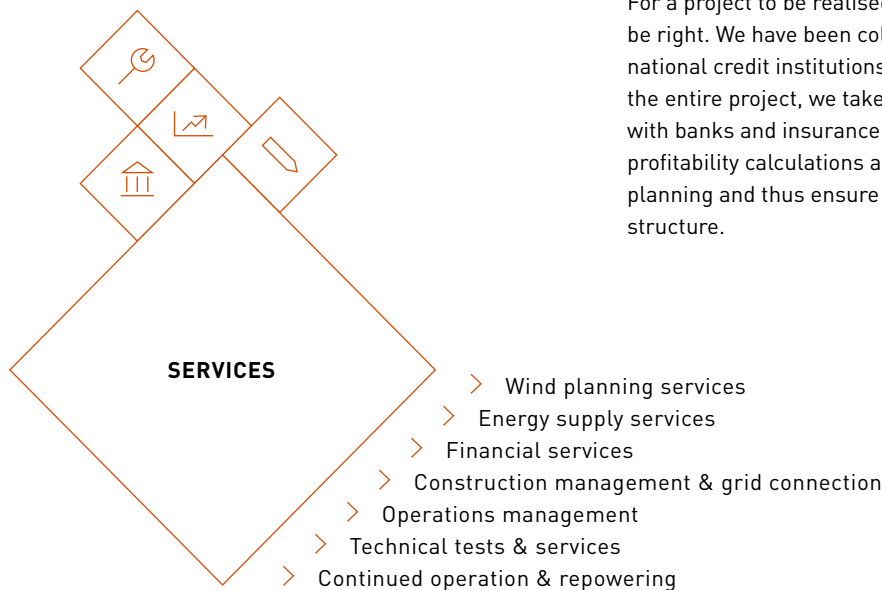 For a project to be realised
be right. We have been col
national credit institutions
the entire project, we take
with banks and insurance
profitability calculations a
planning and thus ensure
structure.
SERVICES
Wind planning services
Energy supply services
Financial services
Construction management & grid connection
Operations management
Technical tests & services
Continued operation & repowering